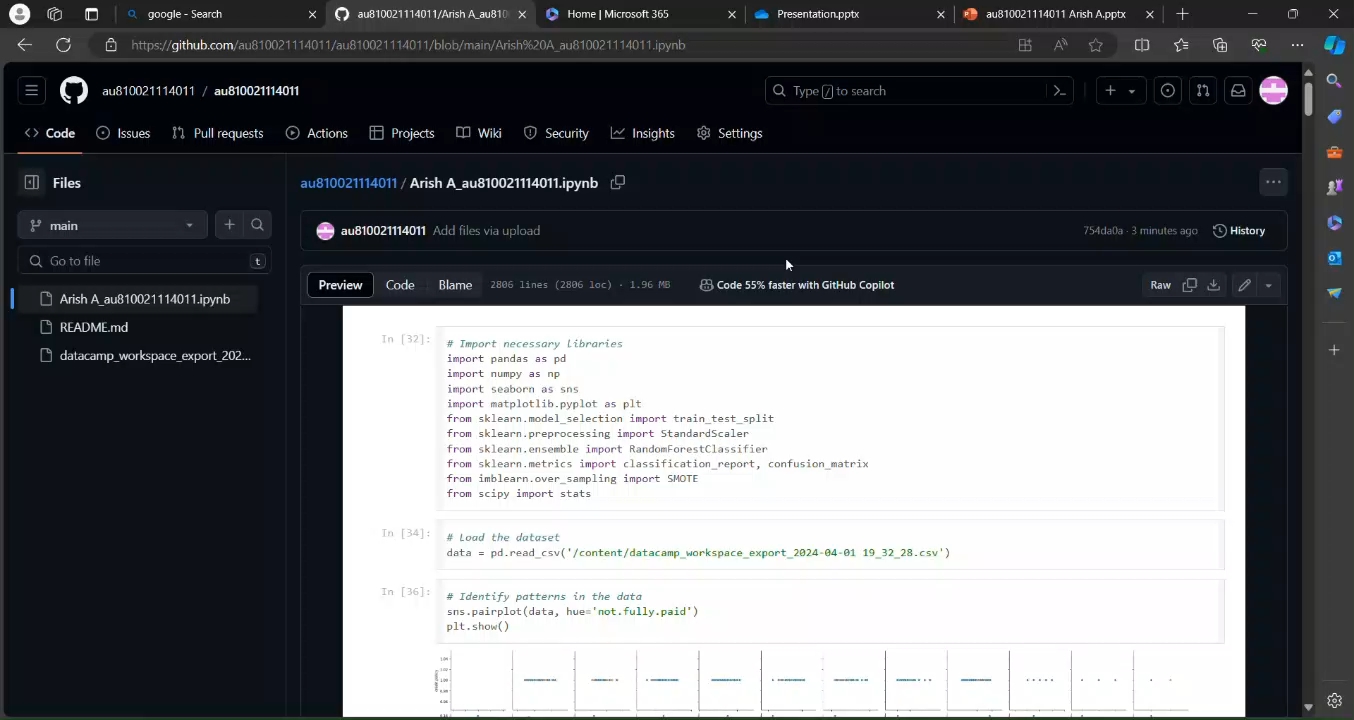 google - Search
au810021114011/Arish A_au810
Home | Microsoft 365
Presentation.pptx
au810021114011 Arish A.pptx
https://github.com/au810021114011/au810021114011/blob/main/Arish%20A_au810021114011.ipynb
au810021114011 / au810021114011
Type / to search
Code
Issues
Pull requests
Actions
Projects
Wiki
Security
Insights
Settings
Files
au810021114011 / Arish A_au810021114011.ipynb
main
au810021114011 Add files via upload
754da0a · 3 minutes ago
History
Go to file
t
Preview
Code
Blame
2806 lines (2806 loc) · 1.96 MB
Code 55% faster with GitHub Copilot
Raw
Arish A_au810021114011.ipynb
README.md
datacamp_workspace_export_202...
In [32]:
# Import necessary libraries
import pandas as pd
import numpy as np
import seaborn as sns
import matplotlib.pyplot as plt
from sklearn.model_selection import train_test_split
from sklearn.preprocessing import StandardScaler
from sklearn.ensemble import RandomForestClassifier
from sklearn.metrics import classification_report, confusion_matrix
from imblearn.over_sampling import SMOTE
from scipy import stats
In [34]:
# Load the dataset
data = pd.read_csv('/content/datacamp_workspace_export_2024-04-01 19_32_28.csv')
In [36]:
# Identify patterns in the data
sns.pairplot(data, hue='not.fully.paid')
plt.show()